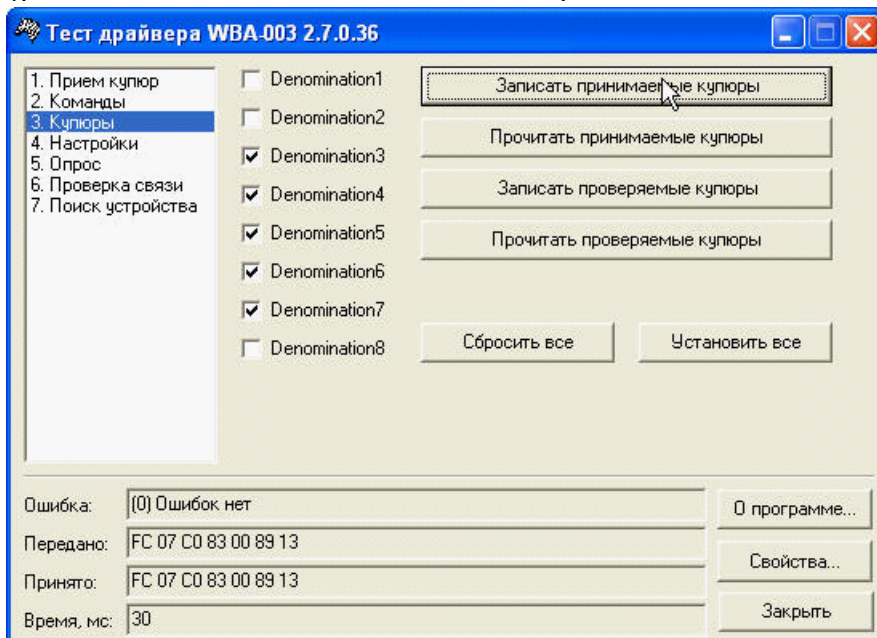 Тест драйвера WBA-003 2.7.0.36
1. Прием купюр
2. Команды
3. Купюры
4. Настройки
5. Опрос
6. Проверка связи
7. Поиск устройства
Denomination1
Denomination2
Denomination3
Denomination4
Denomination5
Denomination6
Denomination7
Denomination8
Записать принимаемые купюры
Прочитать принимаемые купюры
Записать проверяемые купюры
Прочитать проверяемые купюры
Сбросить все
Установить все
Ошибка: (0) Ошибок нет
Передано: FC 07 C0 83 00 89 13
Принято: FC 07 C0 83 00 89 13
Время, мс: 30
О программе...
Свойства...
Закрыть